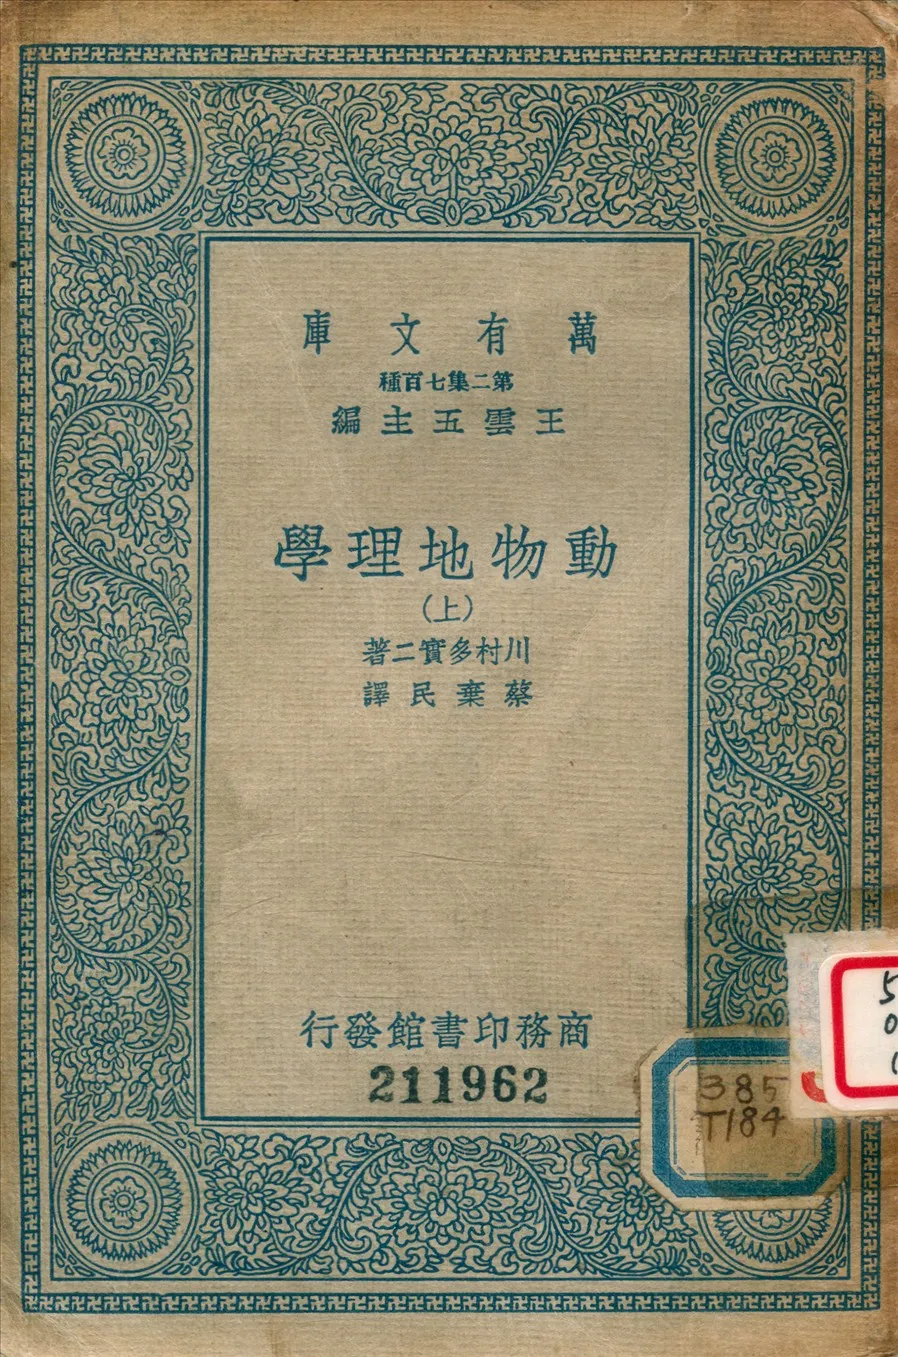 萬有文庫
第二集七百種
王雲五主編
動物地理學
(上)
川村多實二著
蔡棄民譯
商務印書館發行
211962
385
T184
5
0